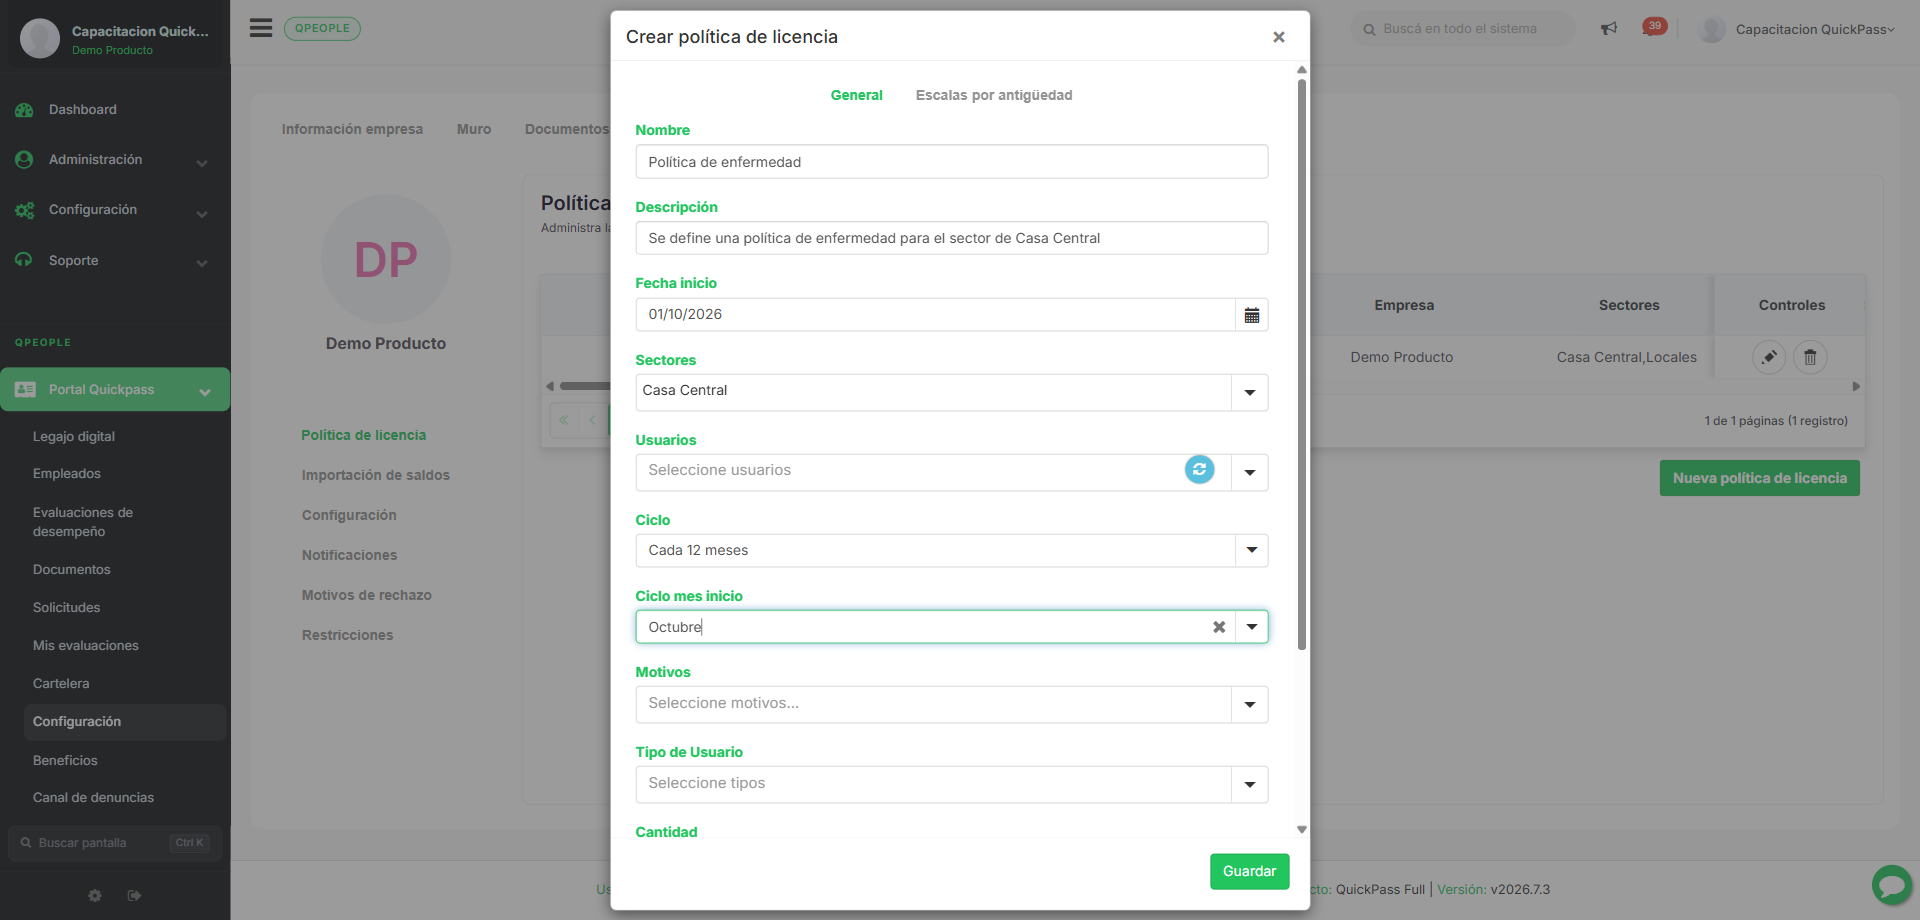 Capacitacion Quick...
Demo Producto
Dashboard
Administración
Configuración
Soporte
QPEOPLE
Portal Quickpass
Legajo digital
Empleados
Evaluaciones de
desempeño
Documentos
Solicitudes
Mis evaluaciones
Cartelera
Configuración
Beneficios
Canal de denuncias
Buscar pantalla
Ctrl K
QPEOPLE
Buscá en todo el sistema
39
Capacitacion QuickPass
Información empresa
Muro
Documentos
DP
Demo Producto
Política de licencia
Importación de saldos
Configuración
Notificaciones
Motivos de rechazo
Restricciones
Política
Administra
Empresa
Sectores
Controles
Demo Producto
Casa Central,Locales
1 de 1 páginas (1 registro)
Nueva política de licencia
Crear política de licencia
General
Escalas por antigüedad
Nombre
Política de enfermedad
Descripción
Se define una política de enfermedad para el sector de Casa Central
Fecha inicio
01/10/2026
Sectores
Casa Central
Usuarios
Seleccione usuarios
Ciclo
Cada 12 meses
Ciclo mes inicio
Octubre
Motivos
Seleccione motivos...
Tipo de Usuario
Seleccione tipos
Cantidad
Guardar
QuickPass Full | Versión: v2026.7.3